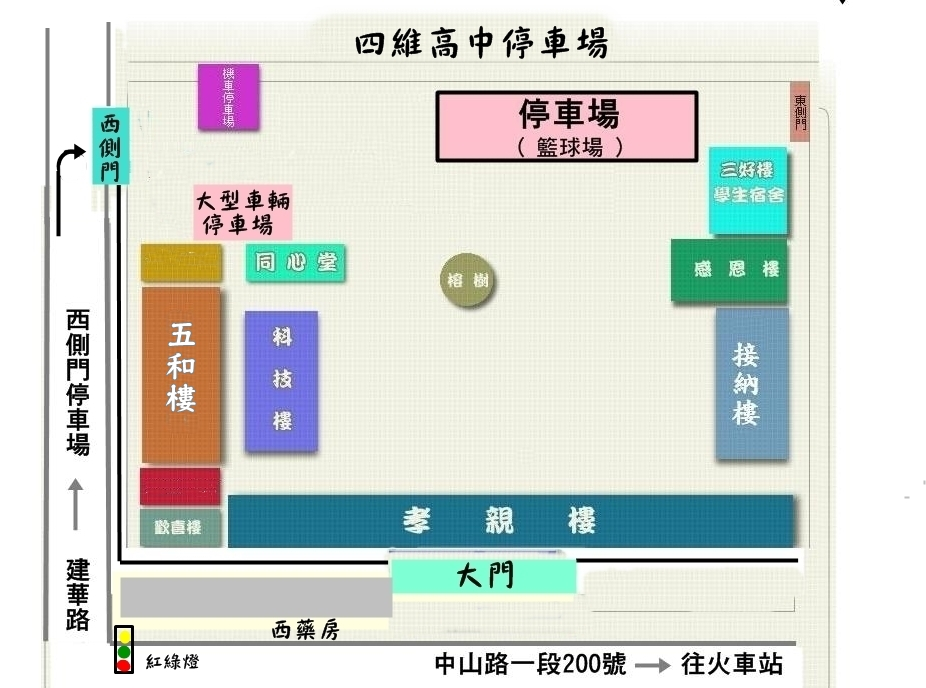 四維高中停車場
機車停車場
停車場
( 籃球場 )
東側門
西側門
三好樓
學生宿舍
大型車輛
停車場
同心堂
榕樹
感恩樓
五和樓
科技樓
接納樓
西側門停車場
建華路
歡喜樓
孝親樓
大門
西藥房
紅綠燈
中山路一段200號
往火車站